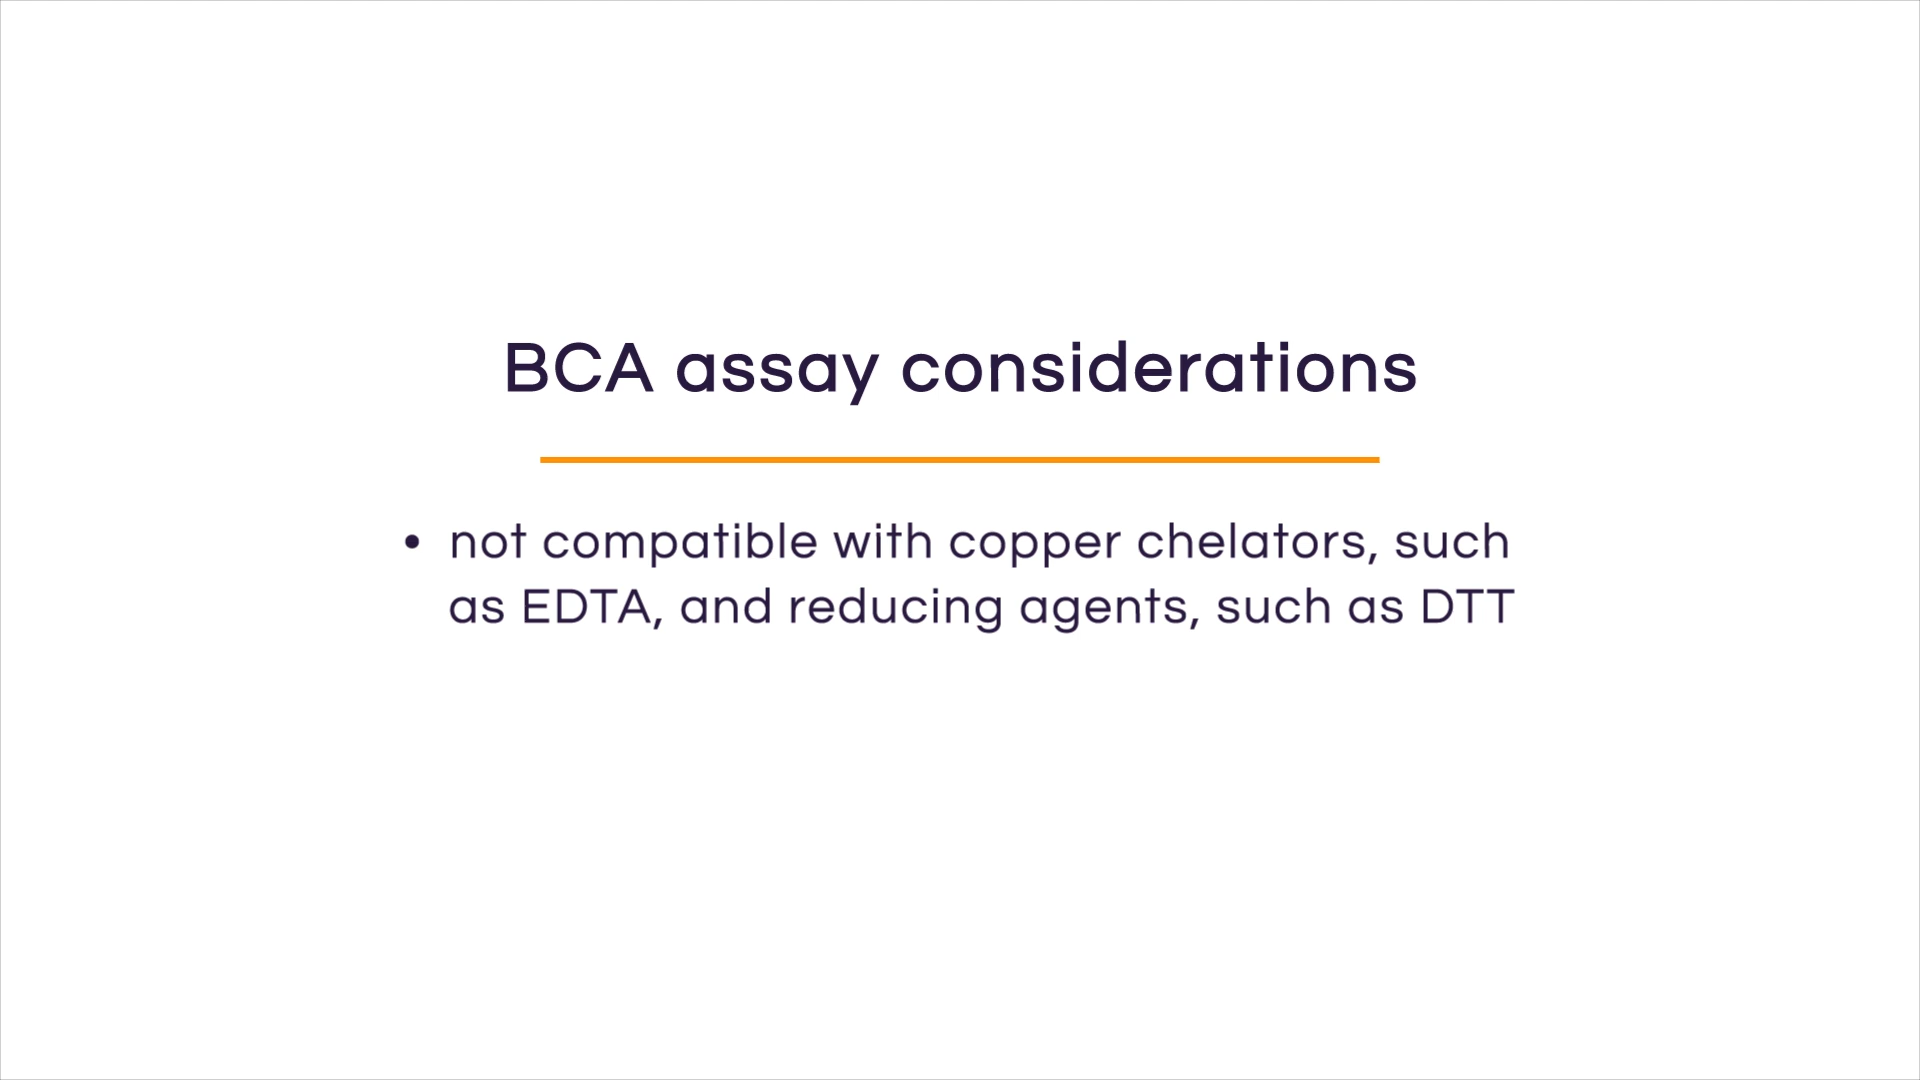 BCA assay considerations
• not compatible with copper chelators, such
as EDTA, and reducing agents, such as DTT